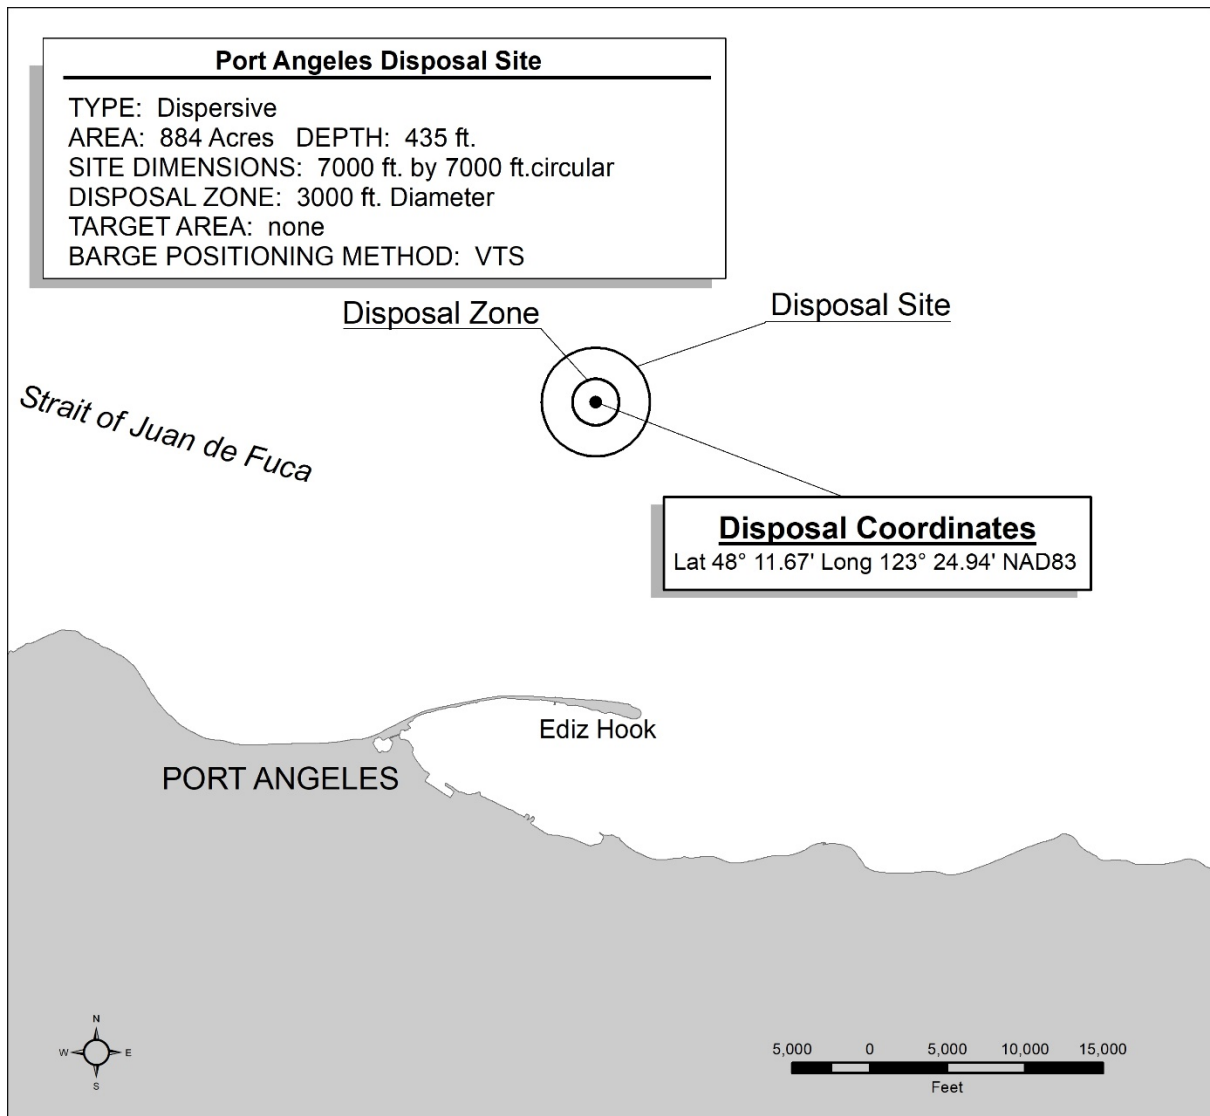 Port Angeles Disposal Site
TYPE: Dispersive
AREA: 884 Acres DEPTH: 435 ft.
SITE DIMENSIONS: 7000 ft. by 7000 ft.circular
DISPOSAL ZONE: 3000 ft. Diameter
TARGET AREA: none
BARGE POSITIONING METHOD: VTS
Disposal Zone
Disposal Site
Strait of Juan de Fuca
Disposal Coordinates
Lat 48° 11.67' Long 123° 24.94' NAD83
Ediz Hook
PORT ANGELES
N
W E
S
5,000 0 5,000 10,000 15,000
Feet